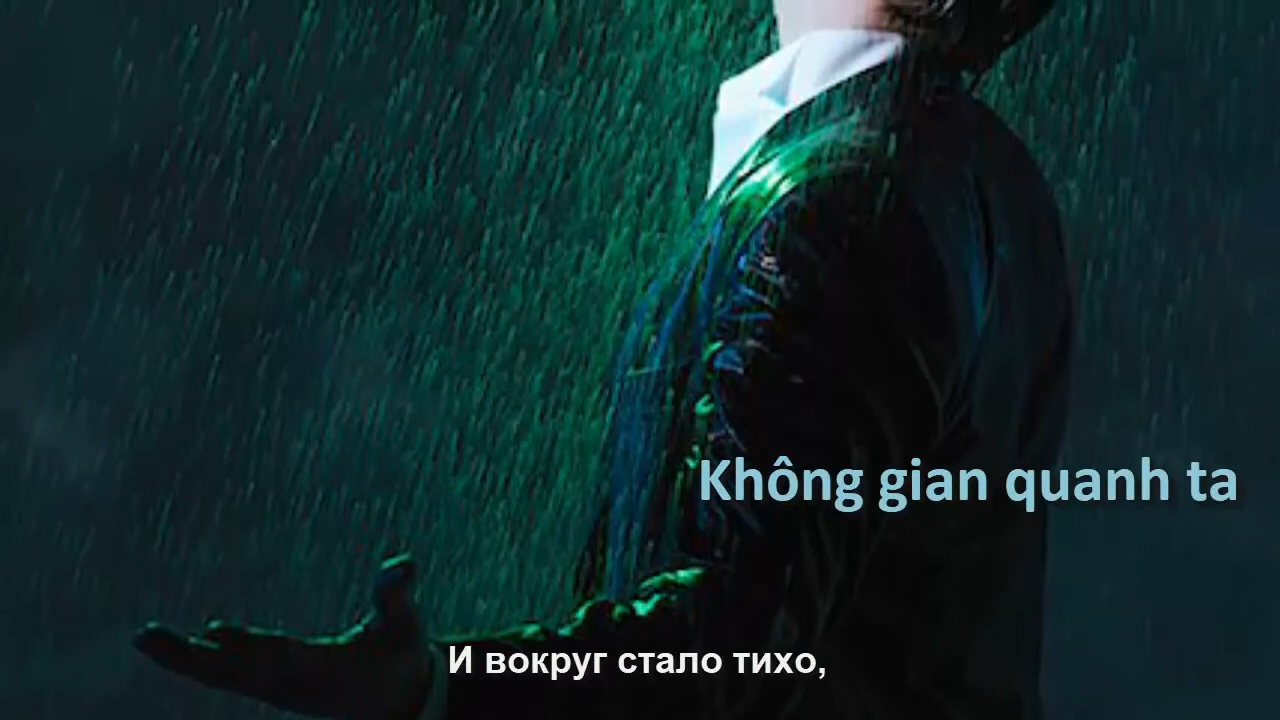 Không gian quanh ta
И вокруг стало тихо,